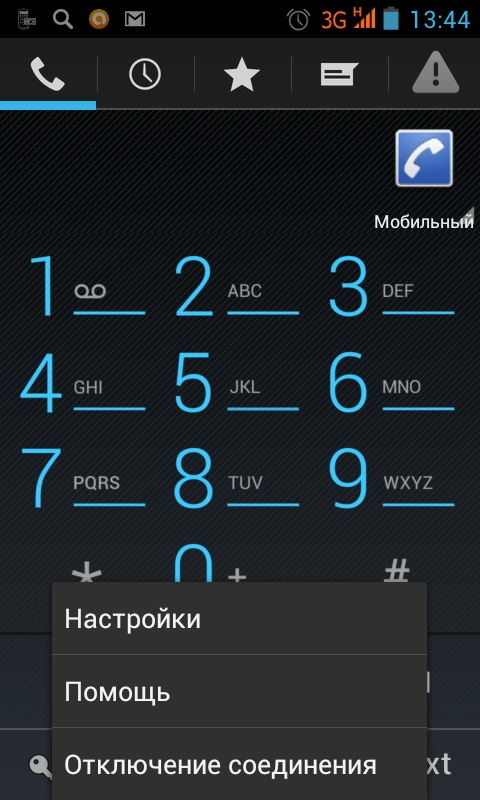 3G H 13:44
Мобильный
1 2 ABC 3 DEF
4 GHI 5 JKL 6 MNO
7 PQRS 8 TUV 9 WXYZ
* 0 + #
Настройки
Помощь
Отключение соединения